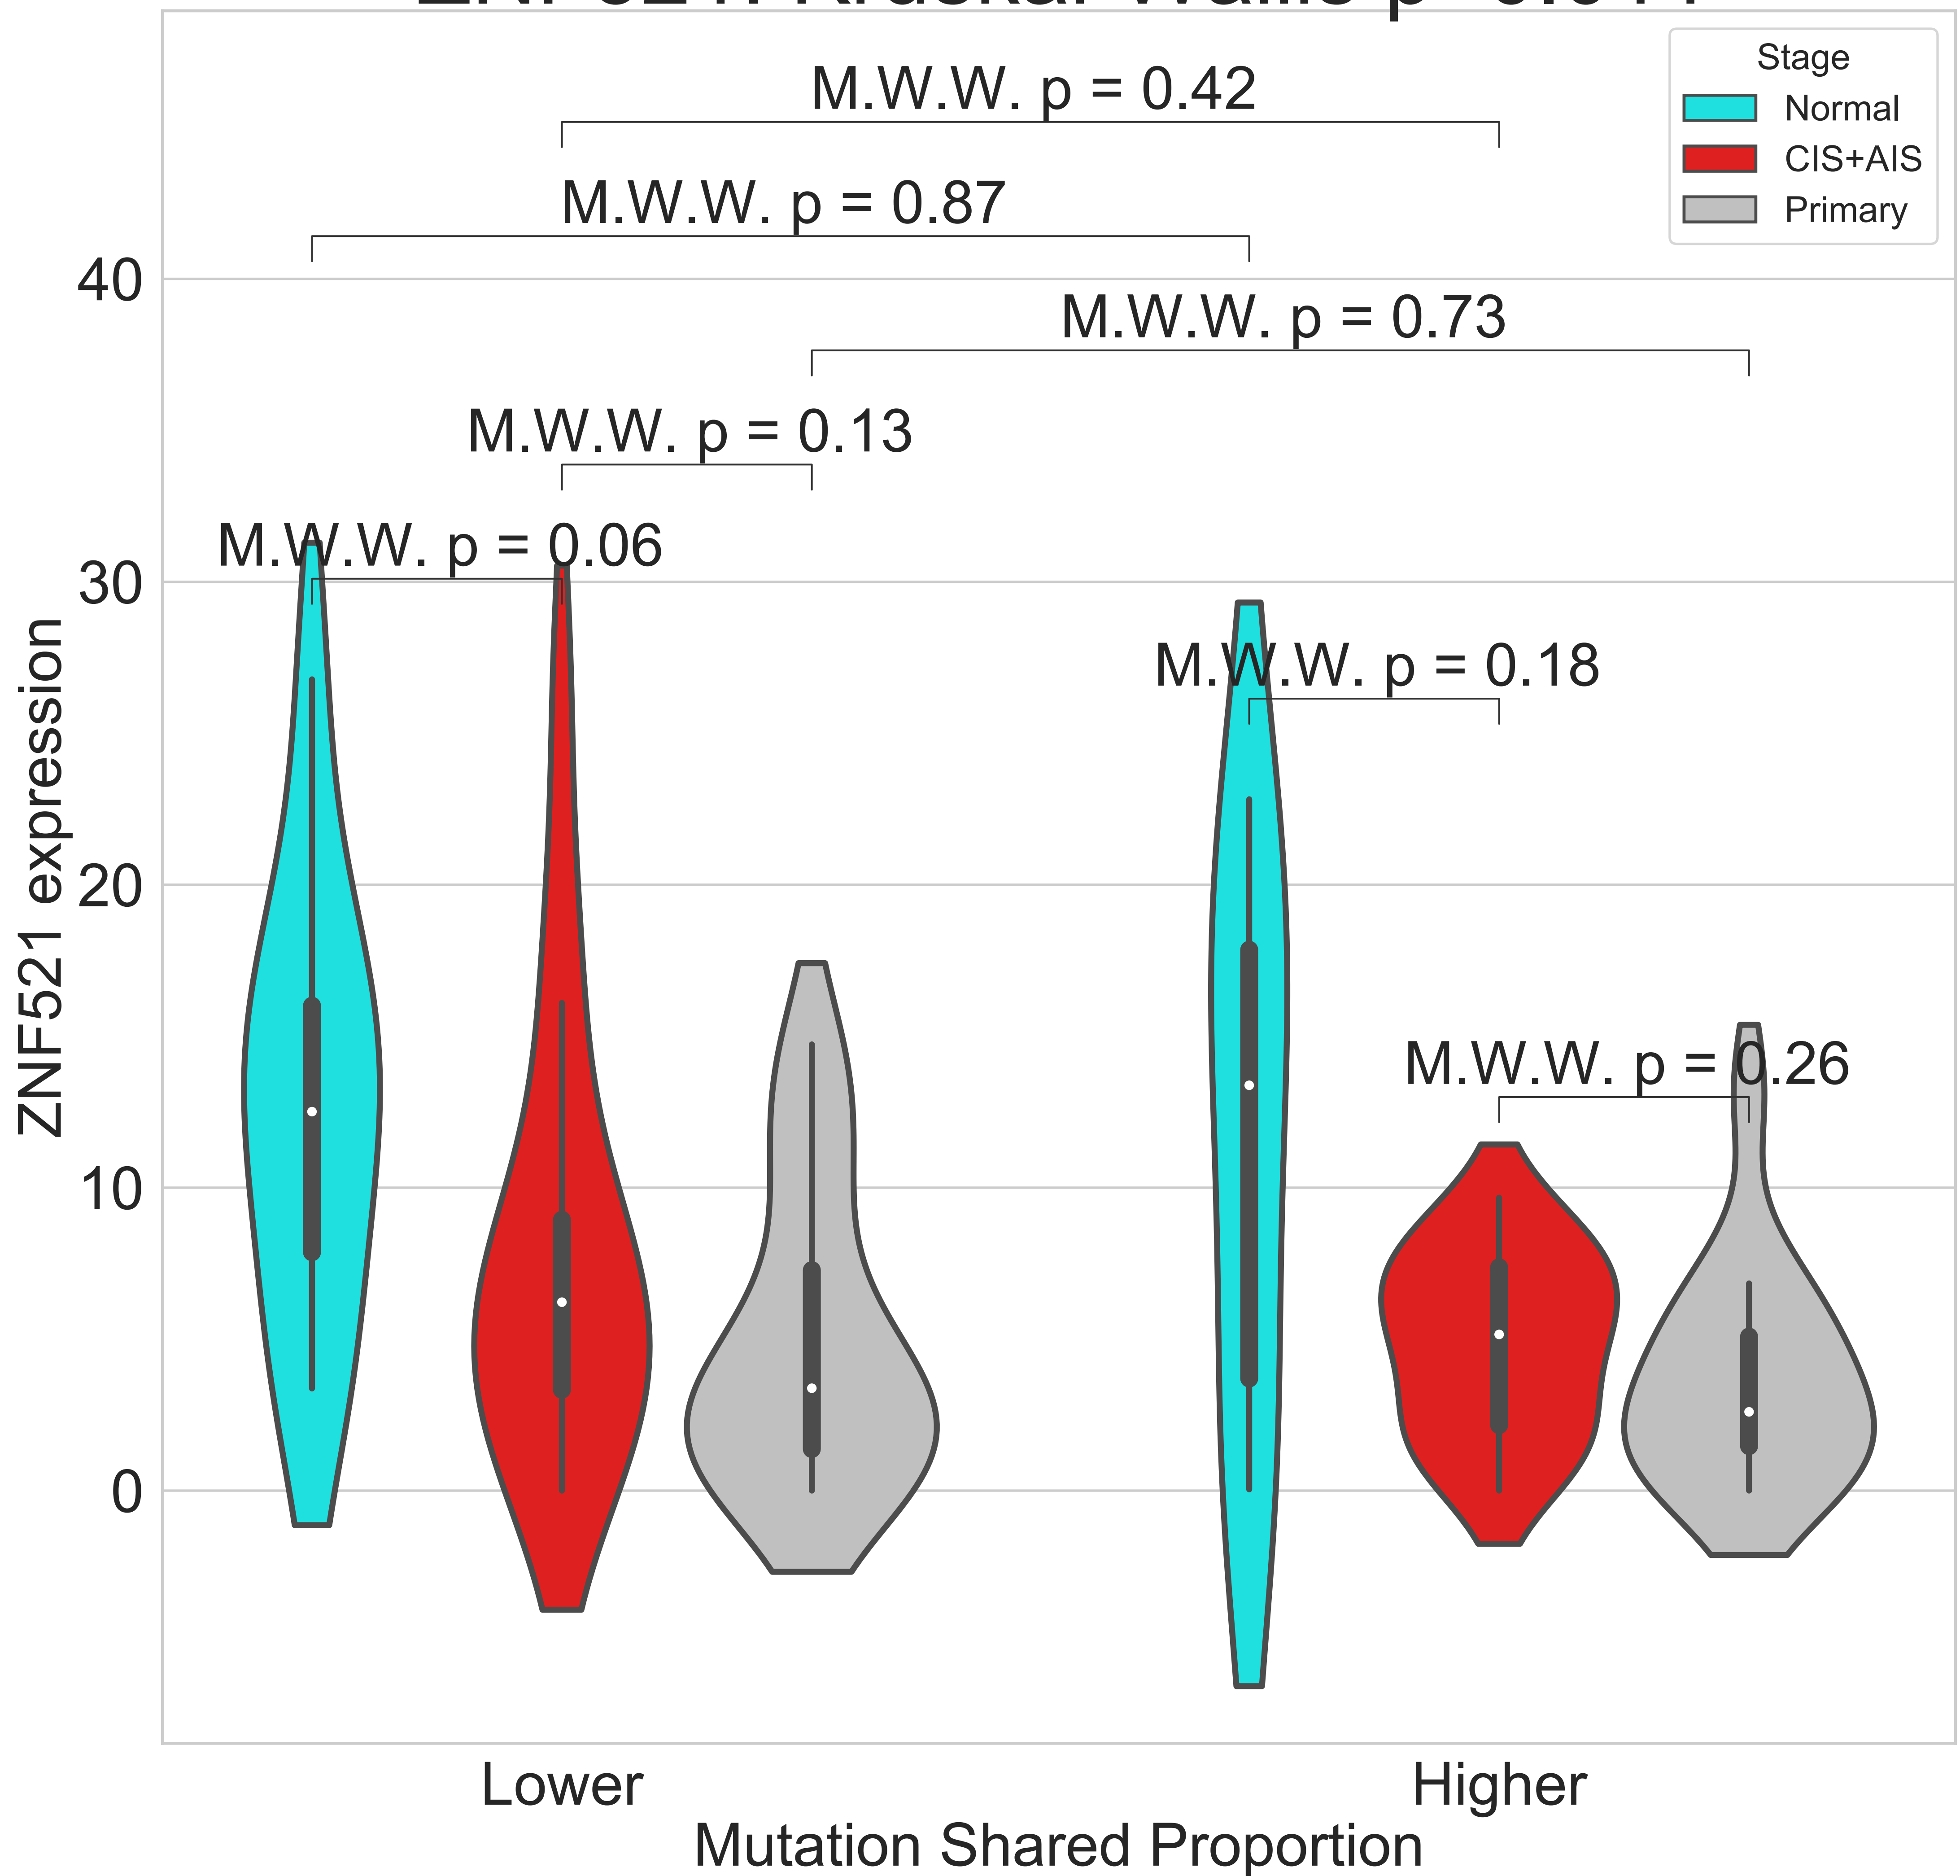 Stage
Normal
CIS+AIS
Primary
M.W.W. p = 0.42
M.W.W. p = 0.87
M.W.W. p = 0.73
M.W.W. p = 0.13
M.W.W. p = 0.06
M.W.W. p = 0.18
M.W.W. p = 0.26
40
30
20
10
0
ZNF521 expression
Lower
Higher
Mutation Shared Proportion